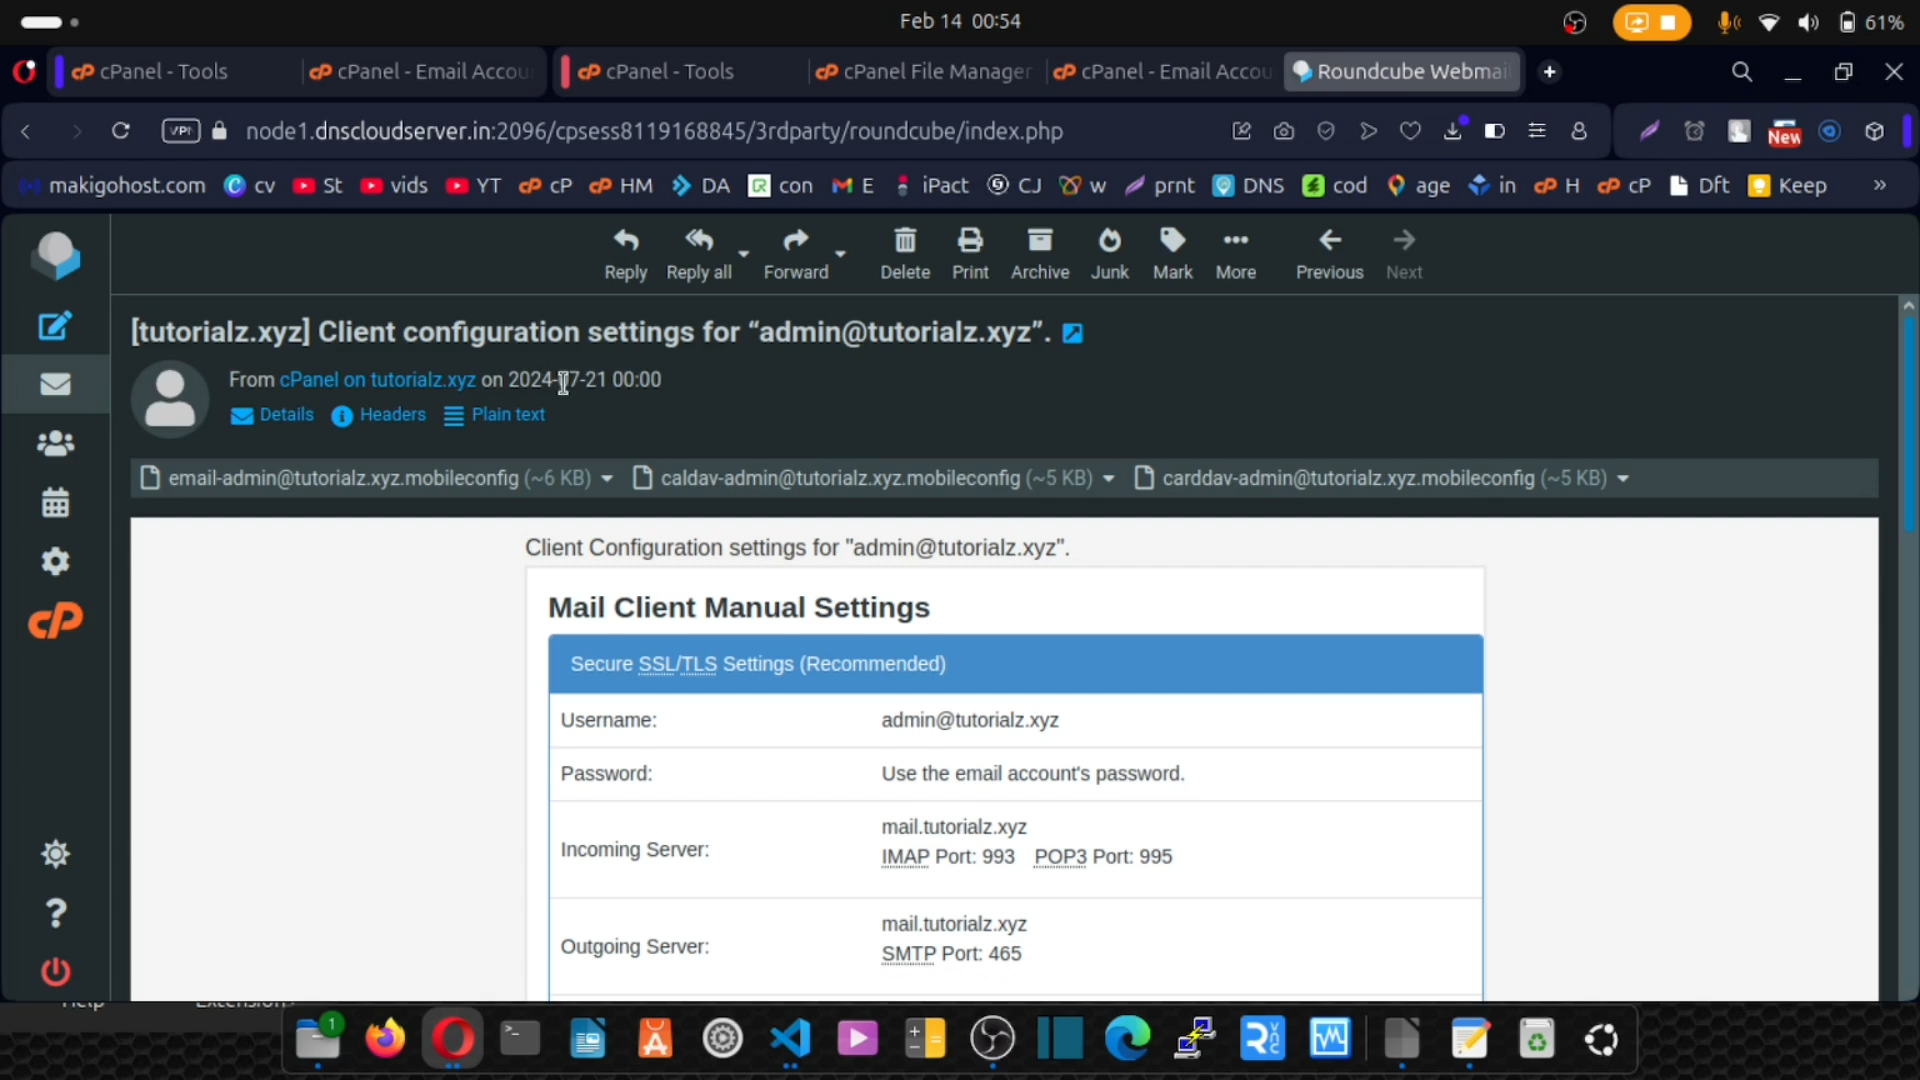 Feb 14 00:54
61%
cPanel - Tools
cPanel - Email Accou
cPanel - Tools
cPanel File Manager
cPanel - Email Accou
Roundcube Webmai
VPN
node1.dnscloudserver.in:2096/cpsess8119168845/3rdparty/roundcube/index.php
New
makigohost.com
cv
St
vids
YT
cP
HM
DA
con
E
iPact
CJ
w
prnt
DNS
cod
age
in
H
cP
Dft
Keep
»
Reply
Reply all
Forward
Delete
Print
Archive
Junk
Mark
More
Previous
Next
[tutorialz.xyz] Client configuration settings for “admin@tutorialz.xyz”.
From cPanel on tutorialz.xyz on 2024-07-21 00:00
Details
Headers
Plain text
email-admin@tutorialz.xyz.mobileconfig (~6 KB)
caldav-admin@tutorialz.xyz.mobileconfig (~5 KB)
carddav-admin@tutorialz.xyz.mobileconfig (~5 KB)
Client Configuration settings for "admin@tutorialz.xyz".
Mail Client Manual Settings
Secure SSL/TLS Settings (Recommended)
Username: admin@tutorialz.xyz
Password: Use the email account's password.
Incoming Server:
mail.tutorialz.xyz
IMAP Port: 993 POP3 Port: 995
Outgoing Server:
mail.tutorialz.xyz
SMTP Port: 465
Help
Extension
1